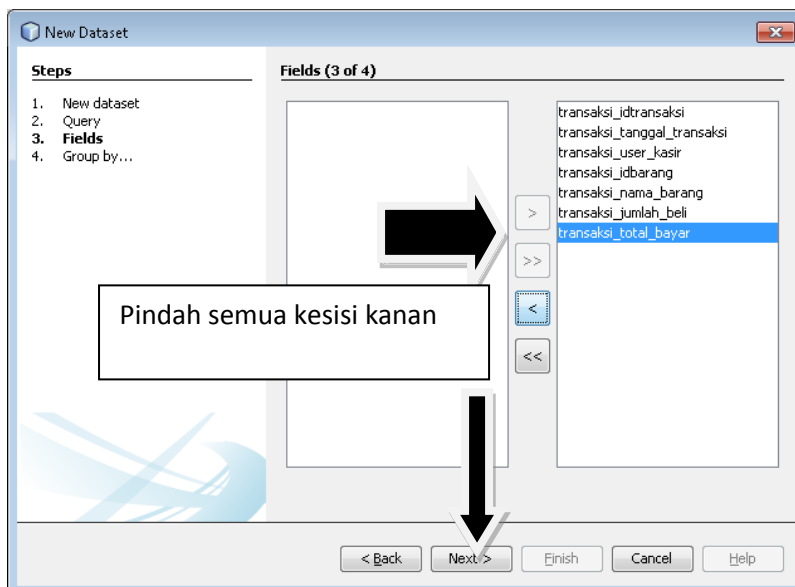 New Dataset
Steps
1. New dataset
2. Query
3. Fields
4. Group by...
Fields (3 of 4)
transaksi_idtransaksi
transaksi_tanggal_transaksi
transaksi_user_kasir
transaksi_idbarang
transaksi_nama_barang
transaksi_jumlah_beli
transaksi_total_bayar
>
>>
<
<<
Pindah semua kesisi kanan
< Back
Next >
Finish
Cancel
Help